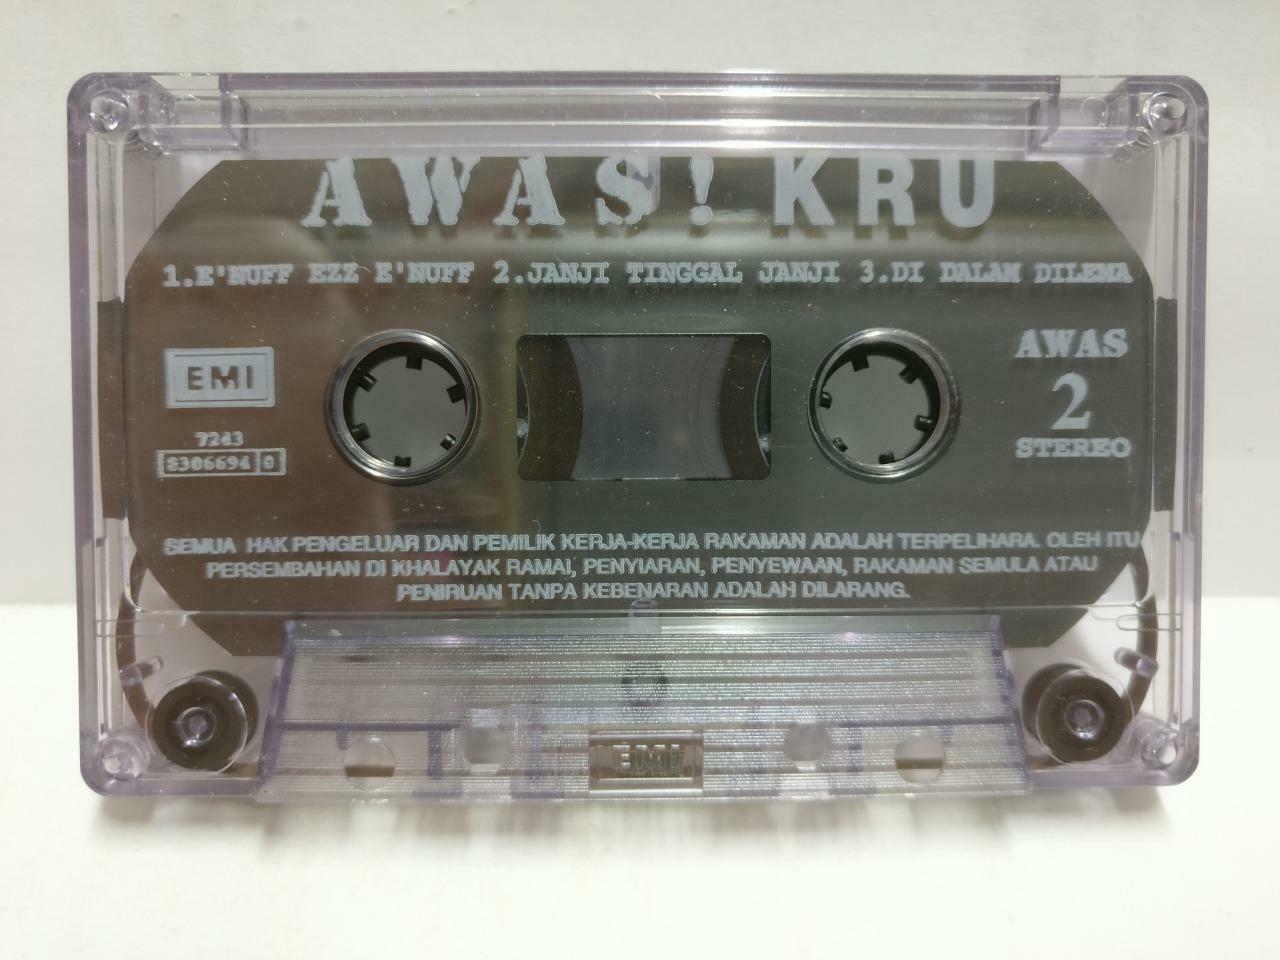 AWAS! KRU
1.E'NUFF EZZ E'NUFF 2.JANJI TINGGAL JANJI 3.DI DALAM DILEMA
EMI
7243
8306694 0
AWAS
2
STEREO
SEMUA HAK PENGELUAR DAN PEMILIK KERJA-KERJA RAKAMAN ADALAH TERPELIHARA. OLEH ITU
PERSEMBAHAN DI KHALAYAK RAMAI, PENYIARAN, PENYEWAAN, RAKAMAN SEMULA ATAU
PENIRUAN TANPA KEBENARAN ADALAH DILARANG.
EMI